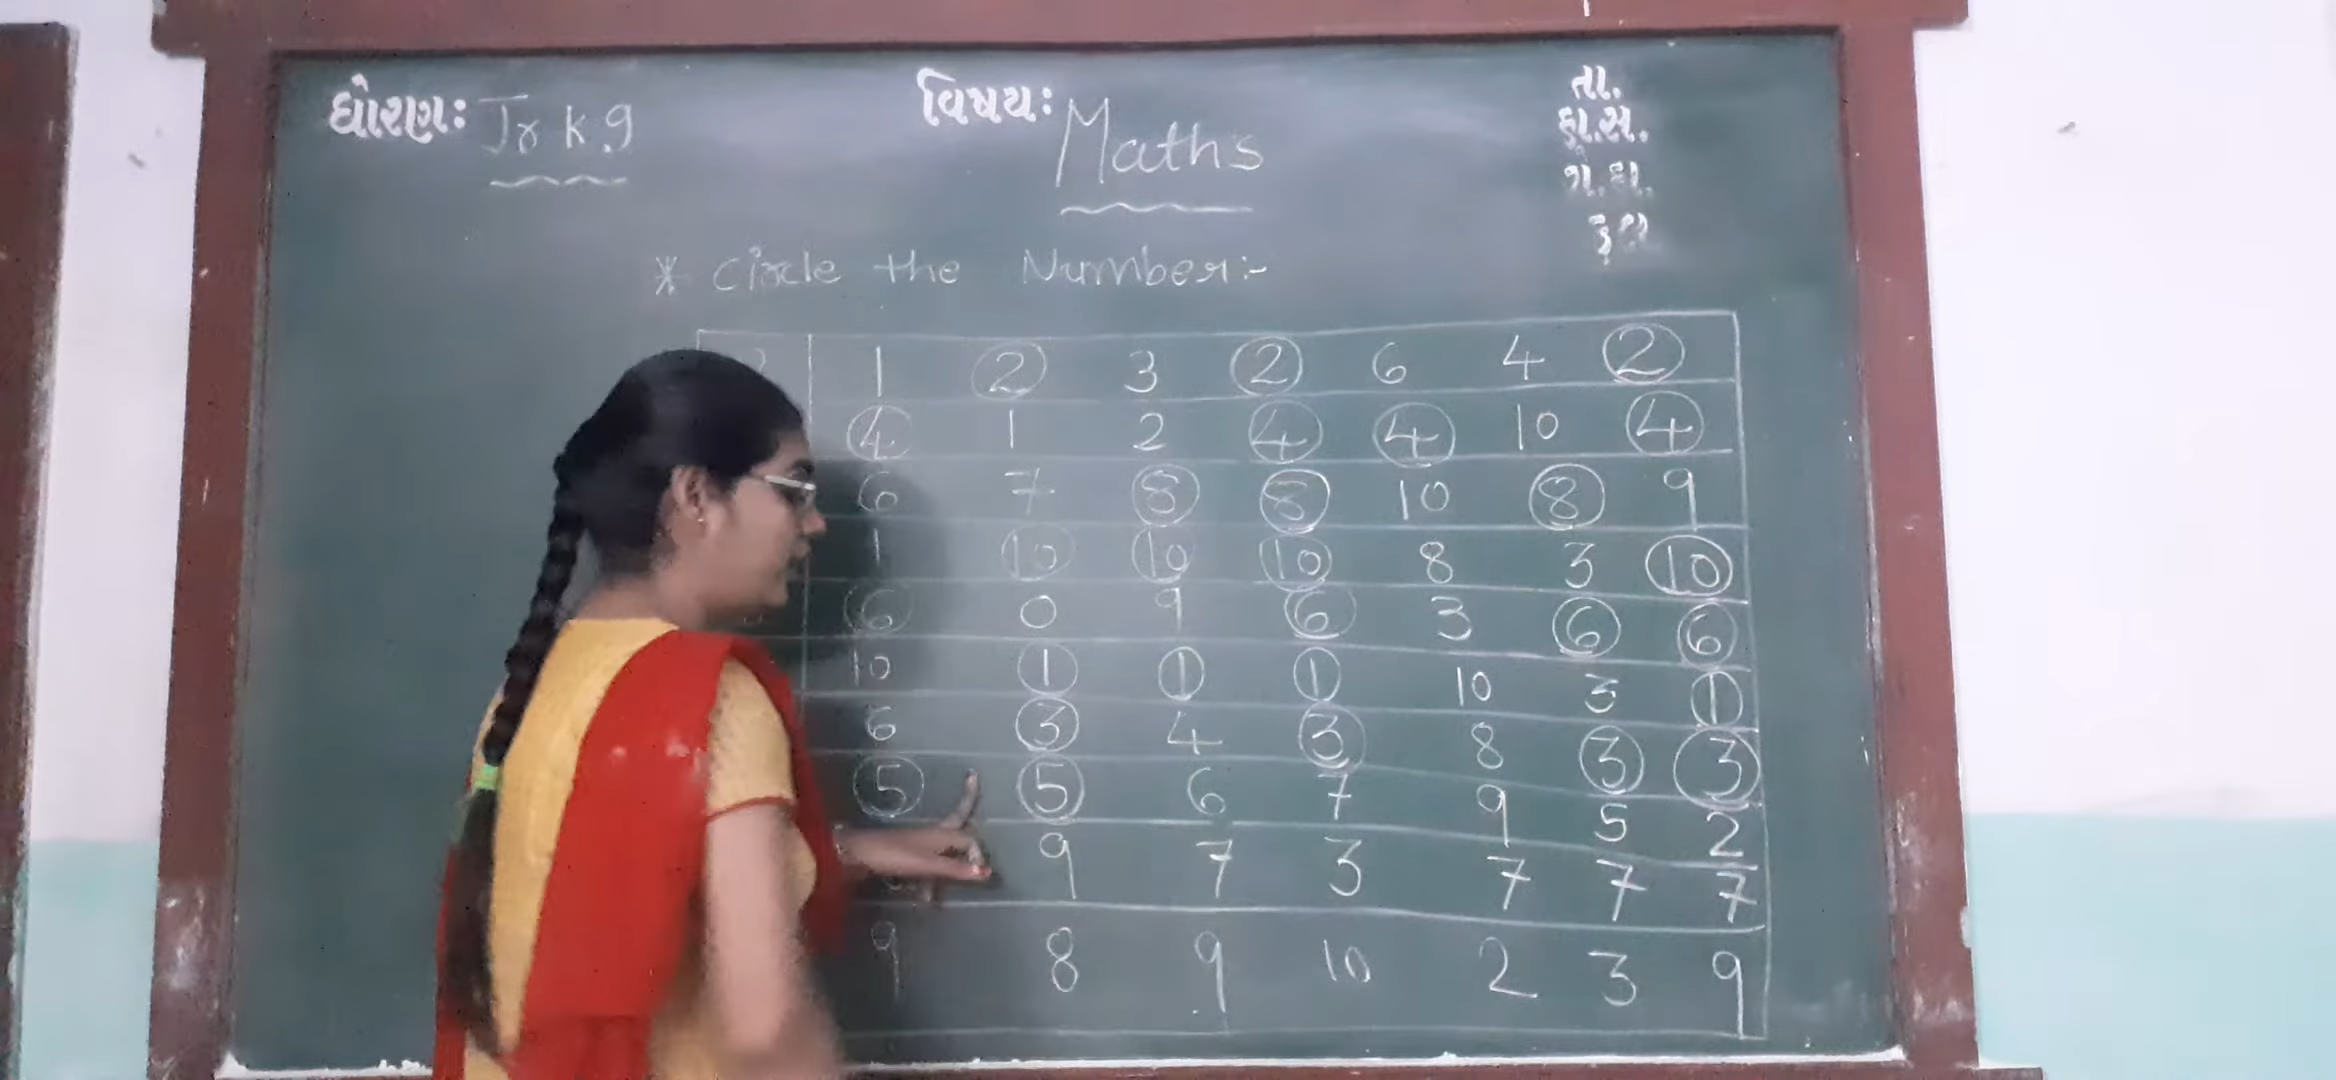 ધોરણઃ Jr k.g વિષયઃ Maths તા.
હા.સ.
ગે.હા.
કુલ
* Circle the Number:-
1 2 3 2 6 4 2
4 1 2 4 4 10 4
6 7 8 8 10 8 9
1 10 10 10 8 3 10
6 0 9 6 3 6 6
10 1 1 1 10 3 1
6 3 4 3 8 3 3
5 5 6 7 9 5 2
9 7 3 7 7 7
9 8 9 10 2 3 9